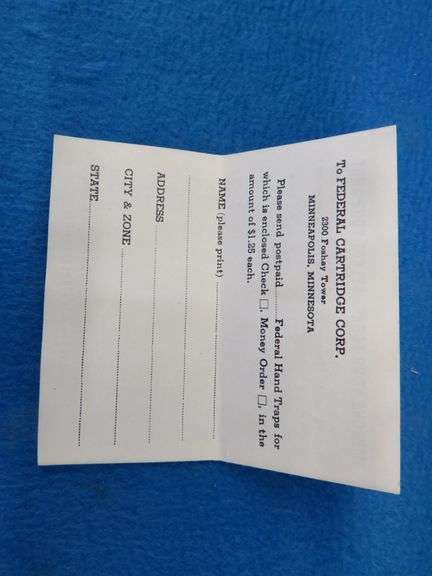 To FEDERAL CARTRIDGE CORP.
2300 Foshay Tower
MINNEAPOLIS, MINNESOTA
Please send postpaid ........ Federal Hand Traps for
which is enclosed Check □, Money Order □, in the
amount of $1.25 each.
NAME (please print) ........................................
................................................................
ADDRESS ........................................................
CITY & ZONE ....................................................
STATE ............................................................